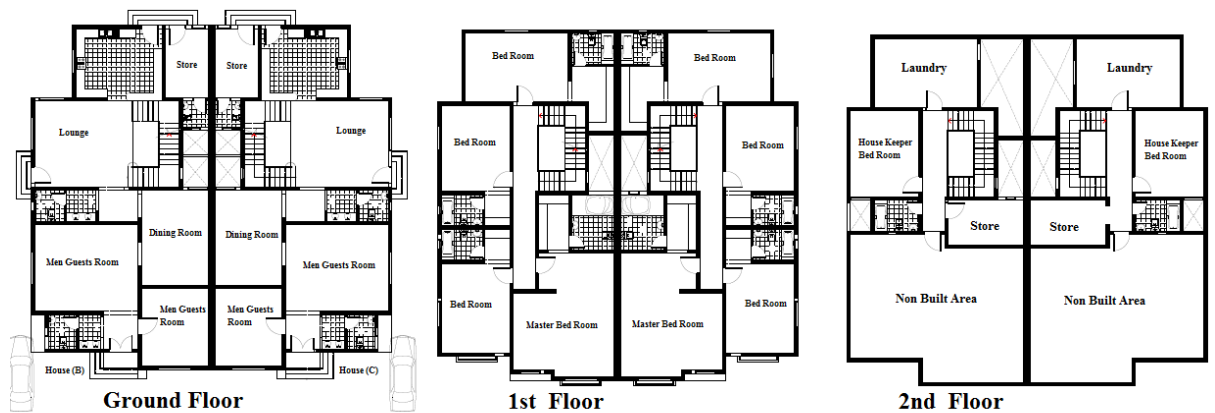 Store
Store
Lounge
Lounge
Dining Room
Dining Room
Men Guests Room
Men Guests Room
Men Guests
Room
Men Guests
Room
House (B)
House (C)
Ground Floor
Bed Room
Bed Room
Bed Room
Bed Room
Bed Room
Bed Room
Master Bed Room
Master Bed Room
1st Floor
Laundry
Laundry
House Keeper
Bed Room
House Keeper
Bed Room
Store
Store
Non Built Area
Non Built Area
2nd Floor